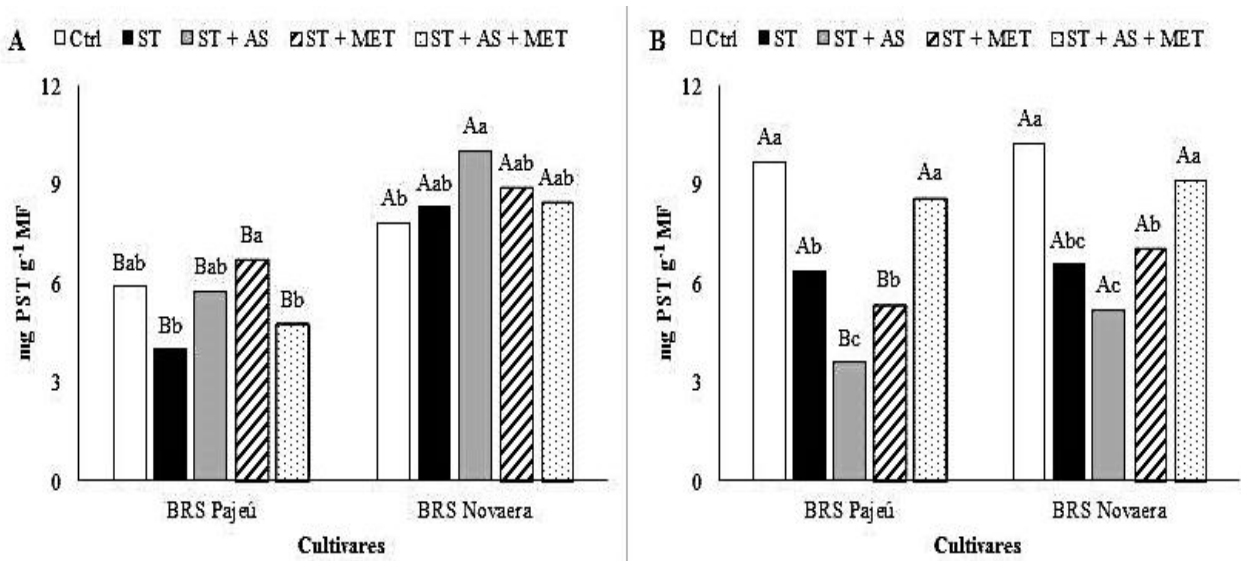 A Ctrl ST ST + AS ST + MET ST + AS + MET
12
9
6
3
0
mg PST g⁻¹ MF
Bab
Bb
Bab
Ba
Bb
Ab
Aab
Aa
Aab
Aab
BRS Pajeú
BRS Novaera
Cultivares
B Ctrl ST ST + AS ST + MET ST + AS + MET
12
9
6
3
0
mg PST g⁻¹ MF
Aa
Ab
Bc
Bb
Aa
Aa
Abc
Ac
Ab
Aa
BRS Pajeú
BRS Novaera
Cultivares